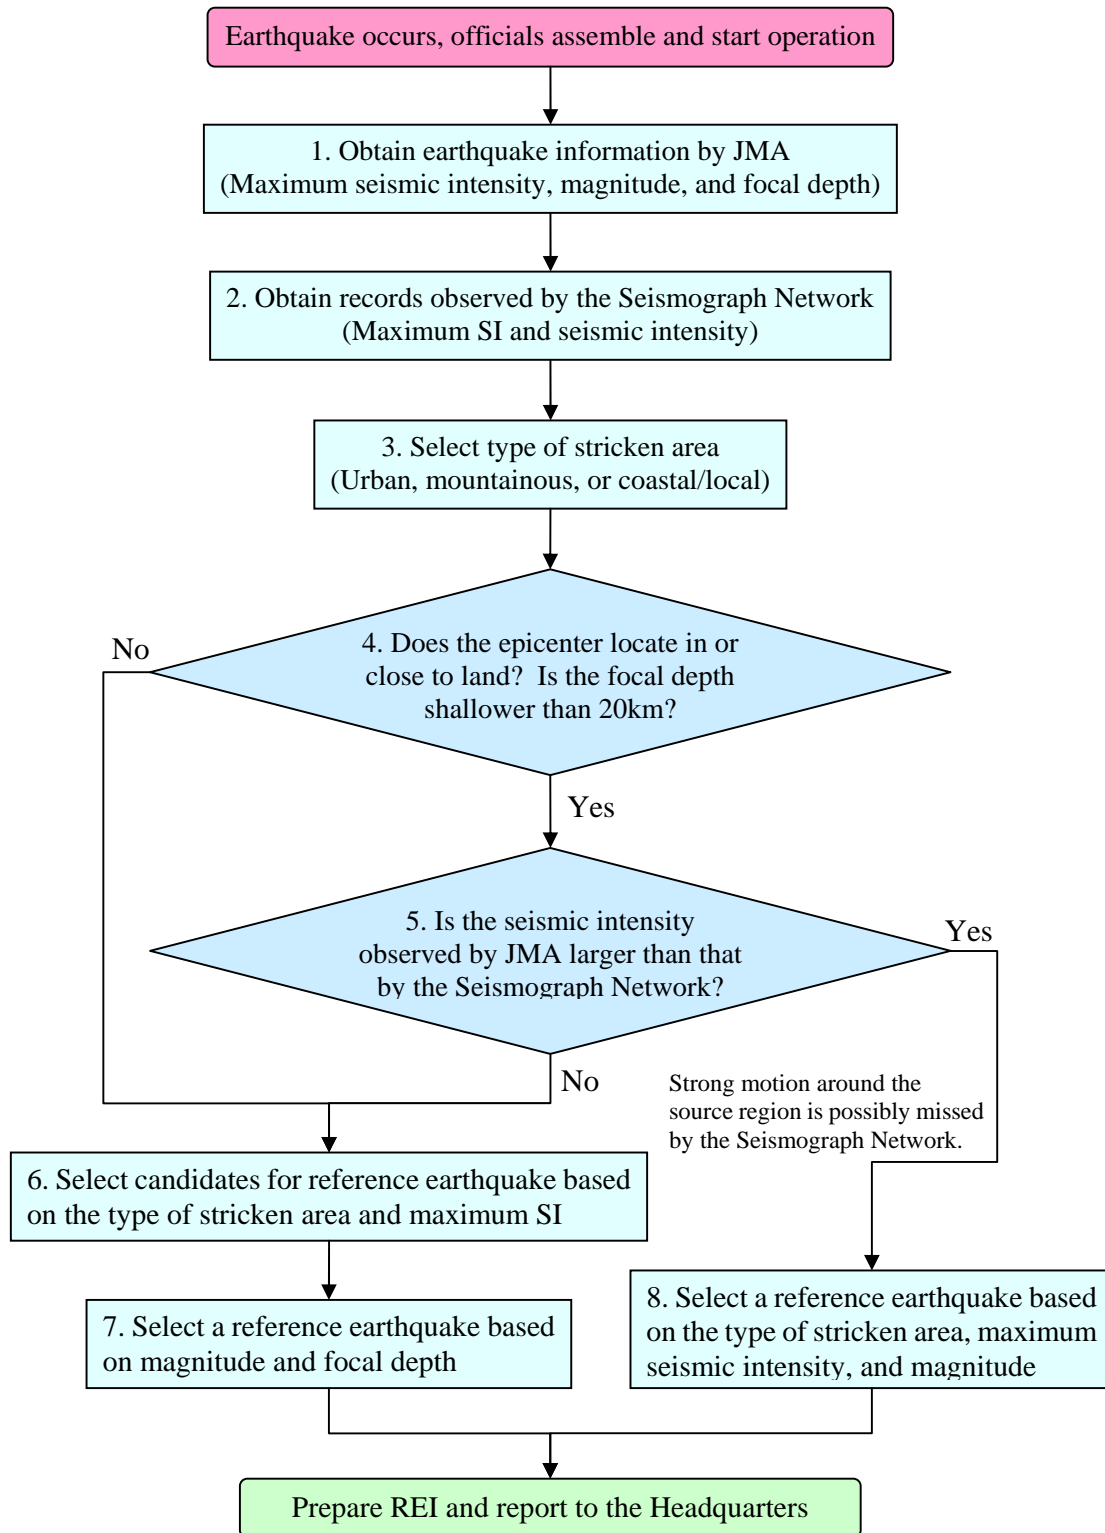 Earthquake occurs, officials assemble and start operation
1. Obtain earthquake information by JMA
(Maximum seismic intensity, magnitude, and focal depth)
2. Obtain records observed by the Seismograph Network
(Maximum SI and seismic intensity)
3. Select type of stricken area
(Urban, mountainous, or coastal/local)
No
4. Does the epicenter locate in or
close to land?  Is the focal depth
shallower than 20km?
Yes
5. Is the seismic intensity
observed by JMA larger than that
by the Seismograph Network?
Yes
No
Strong motion around the
source region is possibly missed
by the Seismograph Network.
6. Select candidates for reference earthquake based
on the type of stricken area and maximum SI
7. Select a reference earthquake based
on magnitude and focal depth
8. Select a reference earthquake based
on the type of stricken area, maximum
seismic intensity, and magnitude
Prepare REI and report to the Headquarters